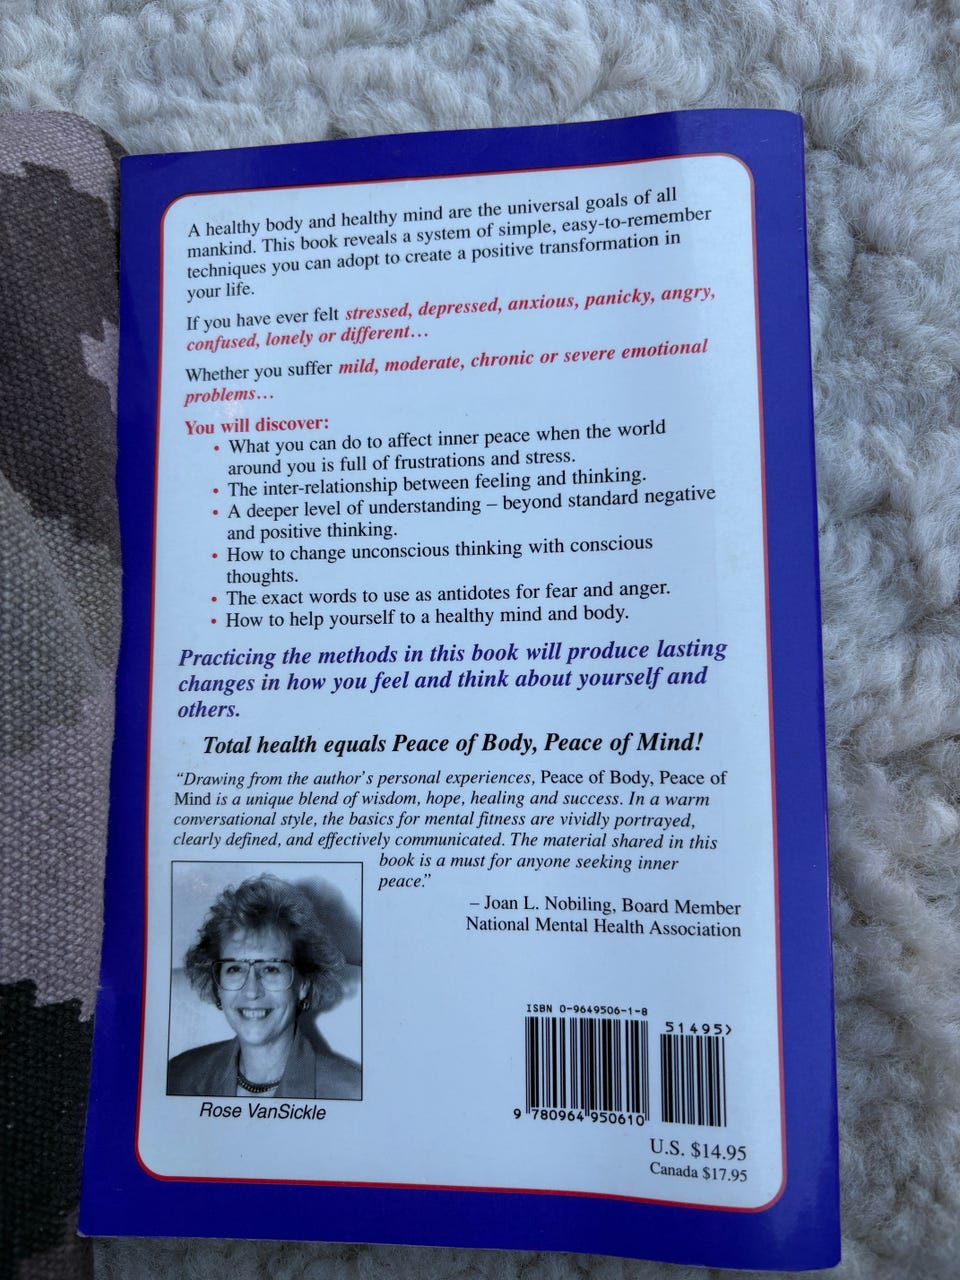 A healthy body and healthy mind are the universal goals of all
mankind. This book reveals a system of simple, easy-to-remember
techniques you can adopt to create a positive transformation in
your life.
If you have ever felt stressed, depressed, anxious, panicky, angry,
confused, lonely or different…
Whether you suffer mild, moderate, chronic or severe emotional
problems…
You will discover:
• What you can do to affect inner peace when the world
around you is full of frustrations and stress.
• The inter-relationship between feeling and thinking.
• A deeper level of understanding – beyond standard negative
and positive thinking.
• How to change unconscious thinking with conscious
thoughts.
• The exact words to use as antidotes for fear and anger.
• How to help yourself to a healthy mind and body.
Practicing the methods in this book will produce lasting
changes in how you feel and think about yourself and
others.
Total health equals Peace of Body, Peace of Mind!
“Drawing from the author's personal experiences, Peace of Body, Peace of
Mind is a unique blend of wisdom, hope, healing and success. In a warm
conversational style, the basics for mental fitness are vividly portrayed,
clearly defined, and effectively communicated. The material shared in this
book is a must for anyone seeking inner
peace.”
– Joan L. Nobiling, Board Member
National Mental Health Association
Rose VanSickle
ISBN 0-9649506-1-8
51495>
9 780964 950610
U.S. $14.95
Canada $17.95